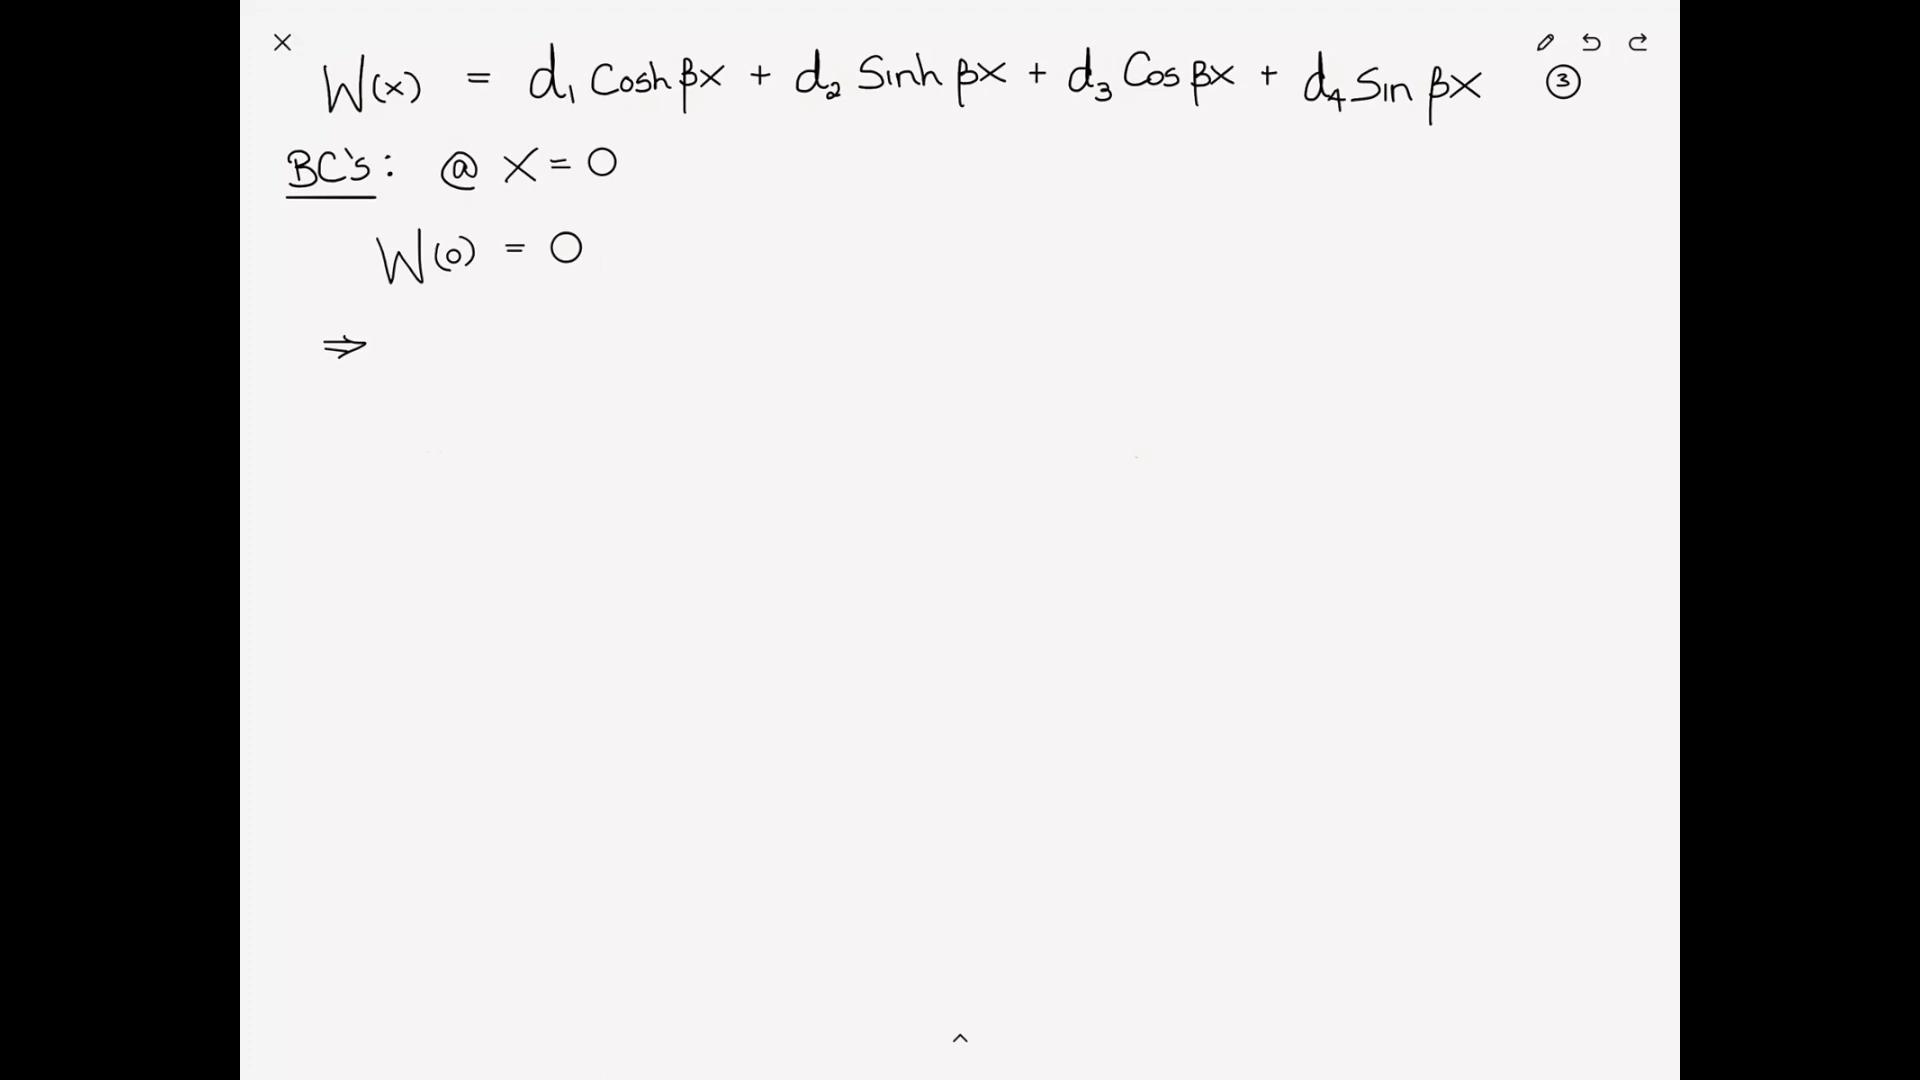 W(x) = d₁ Cosh βx + d₂ Sinh βx + d₃ Cos βx + d₄ Sin βx ③
BC's: @ x = 0
W(0) = 0
⇒